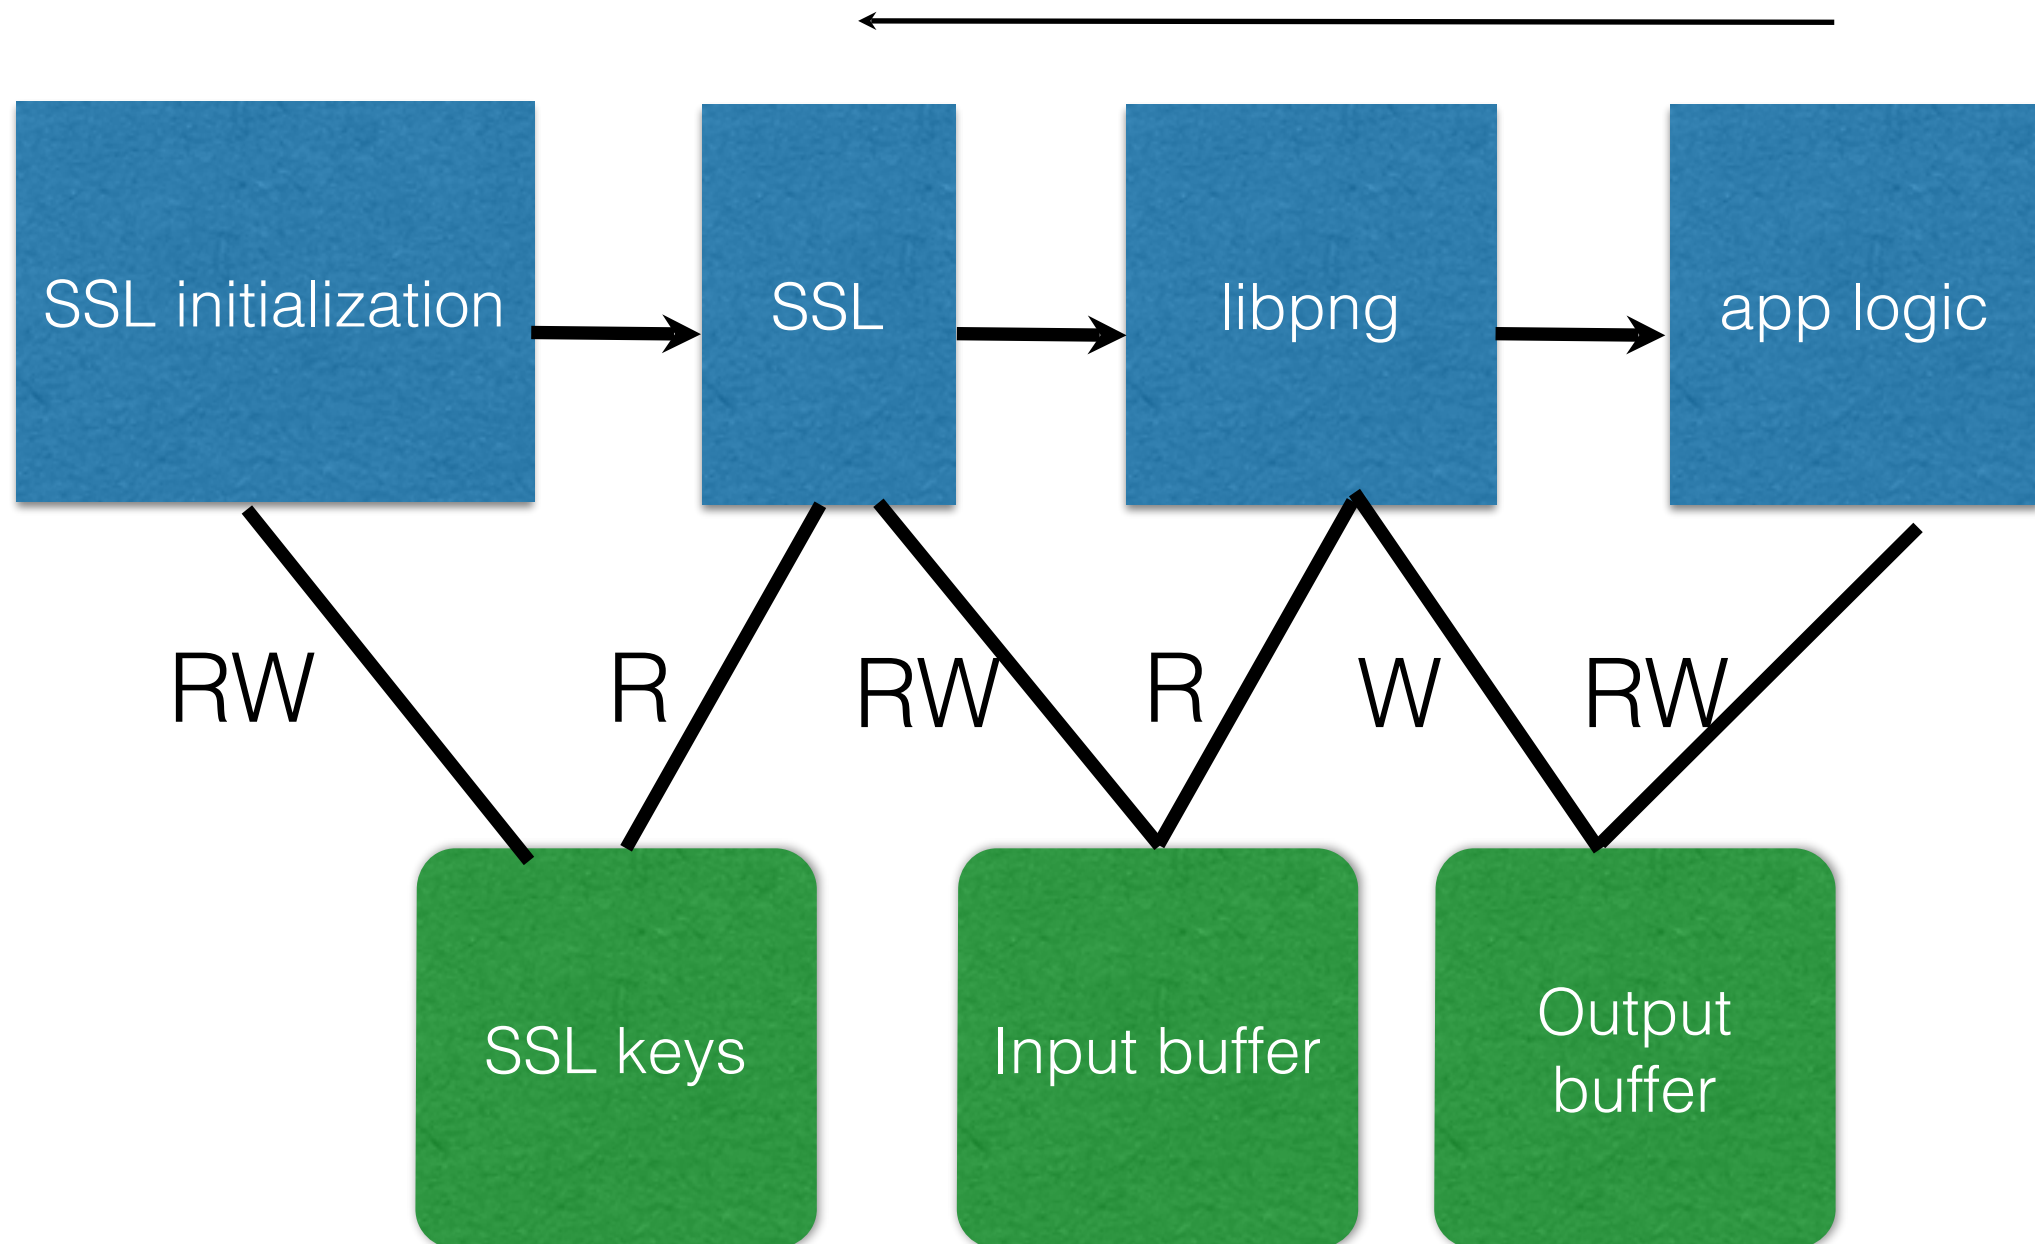 SSL initialization
SSL
libpng
app logic
RW
R
RW
R
W
RW
SSL keys
Input buffer
Output
buffer